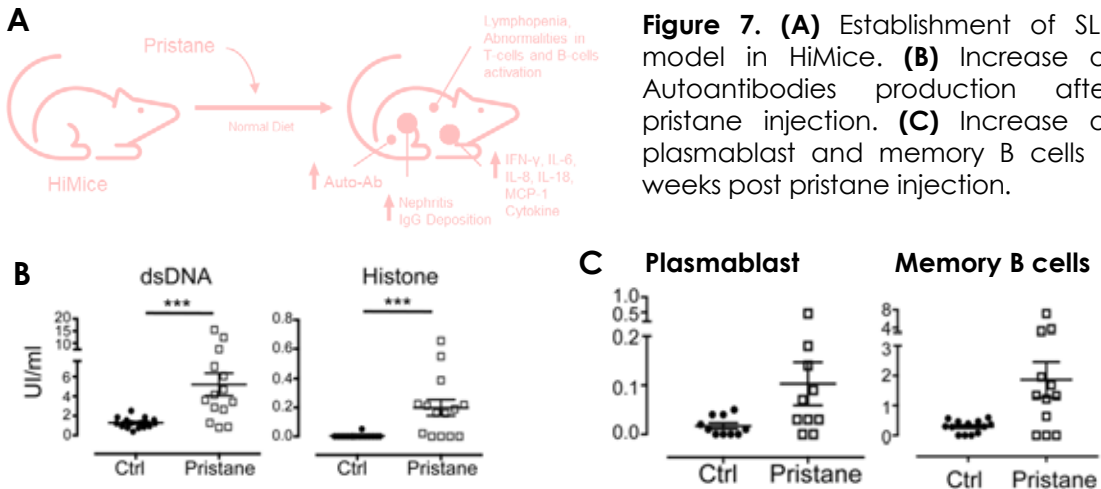 A
Pristane
Normal Diet
HiMice
Lymphopenia,
Abnormalities in
T-cells and B-cells
activation
Auto-Ab
Nephritis
IgG Deposition
IFN-γ, IL-6,
IL-8, IL-18,
MCP-1
Cytokine
Figure 7. (A) Establishment of SL
model in HiMice. (B) Increase o
Autoantibodies production afte
pristane injection. (C) Increase o
plasmablast and memory B cells
weeks post pristane injection.
B
dsDNA
***
20
15
10
6
4
2
0
UI/ml
Ctrl Pristane
Histone
***
0.8
0.6
0.4
0.2
0.0
Ctrl Pristane
C
Plasmablast
1.0
0.5
0.2
0.1
0.0
Ctrl Pristane
Memory B cells
8
4
3
2
1
0
Ctrl Pristane